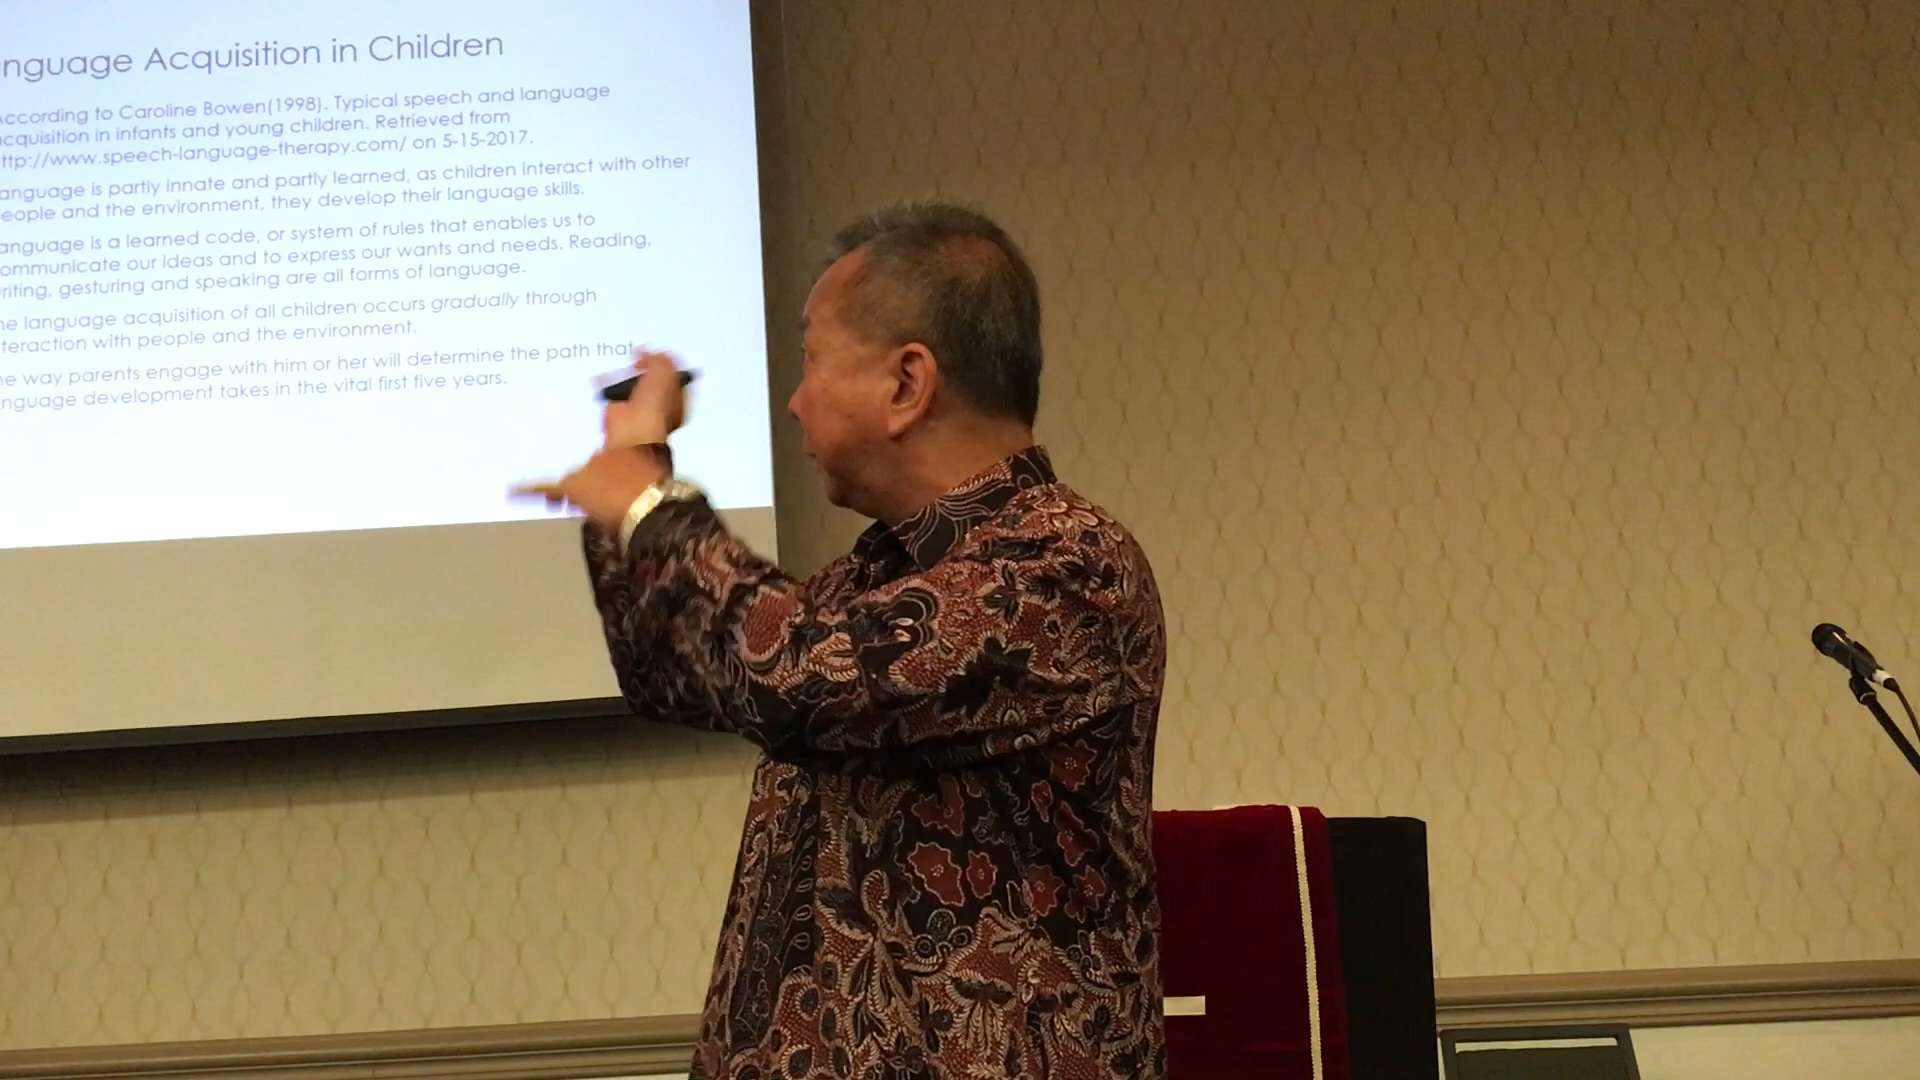 nguage Acquisition in Children
According to Caroline Bowen(1998). Typical speech and language
acquisition in infants and young children. Retrieved from
ttp://www.speech-language-therapy.com/ on 5-15-2017.
anguage is partly innate and partly learned, as children interact with other
eople and the environment, they develop their language skills.
anguage is a learned code, or system of rules that enables us to
ommunicate our ideas and to express our wants and needs. Reading,
riting, gesturing and speaking are all forms of language.
he language acquisition of all children occurs gradually through
nteraction with people and the environment.
he way parents engage with him or her will determine the path that
nguage development takes in the vital first five years.